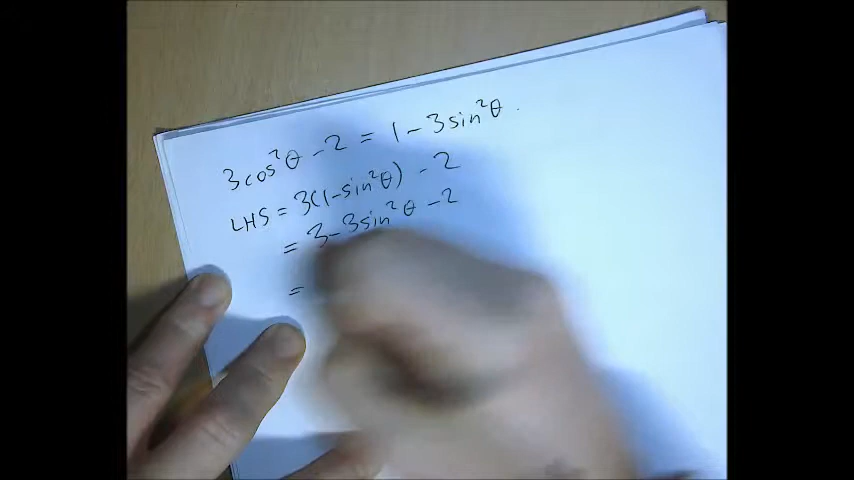 3cos²θ - 2 = 1 - 3sin²θ.
LHS = 3(1-sin²θ) - 2
= 3 - 3sin²θ - 2
=